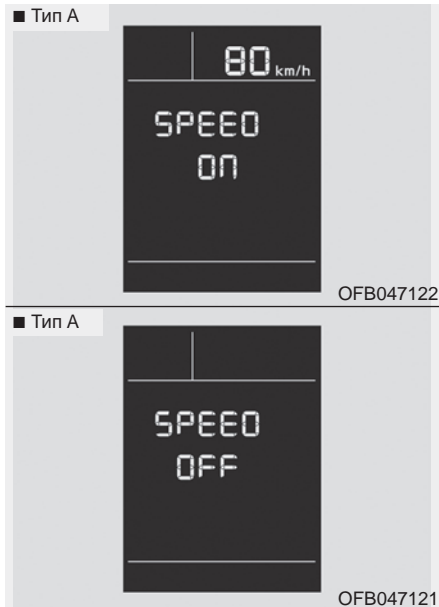 ■ Тип A
80 km/h
SPEED
ON
OFB047122
■ Тип A
SPEED
OFF
OFB047121